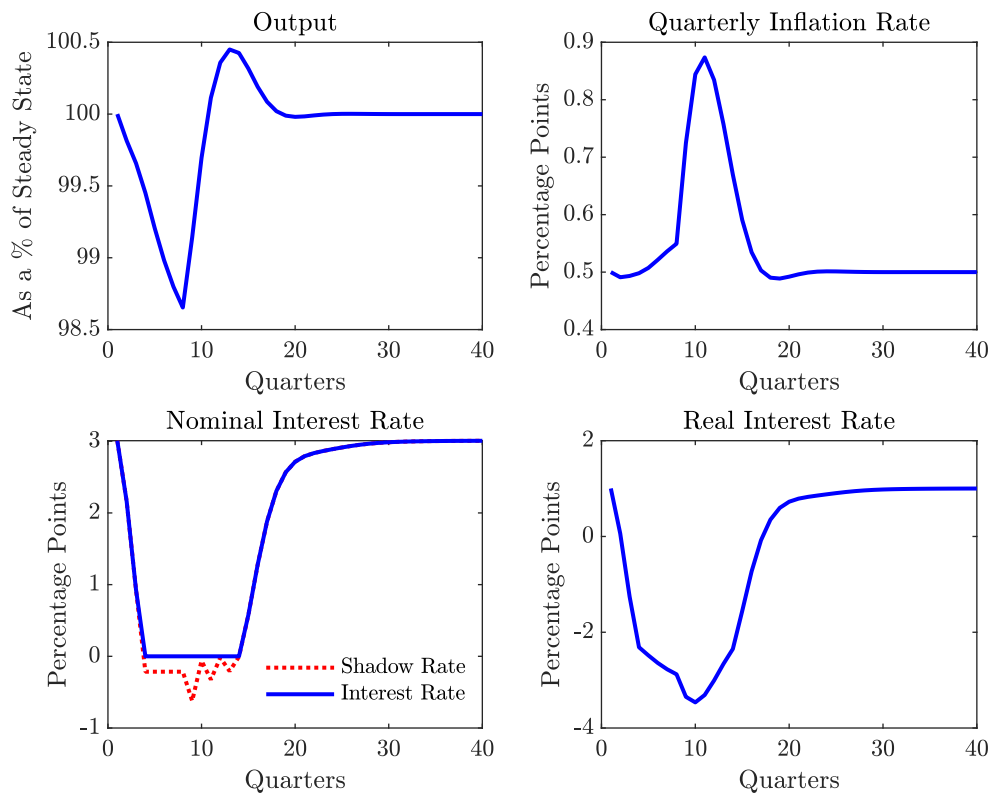 Output
As a % of Steady State
100.5
100
99.5
99
98.5
0 10 20 30 40
Quarters
Quarterly Inflation Rate
Percentage Points
0.9
0.8
0.7
0.6
0.5
0.4
0 10 20 30 40
Quarters
Nominal Interest Rate
Percentage Points
3
2
1
0
-1
Shadow Rate
Interest Rate
0 10 20 30 40
Quarters
Real Interest Rate
Percentage Points
2
0
-2
-4
0 10 20 30 40
Quarters